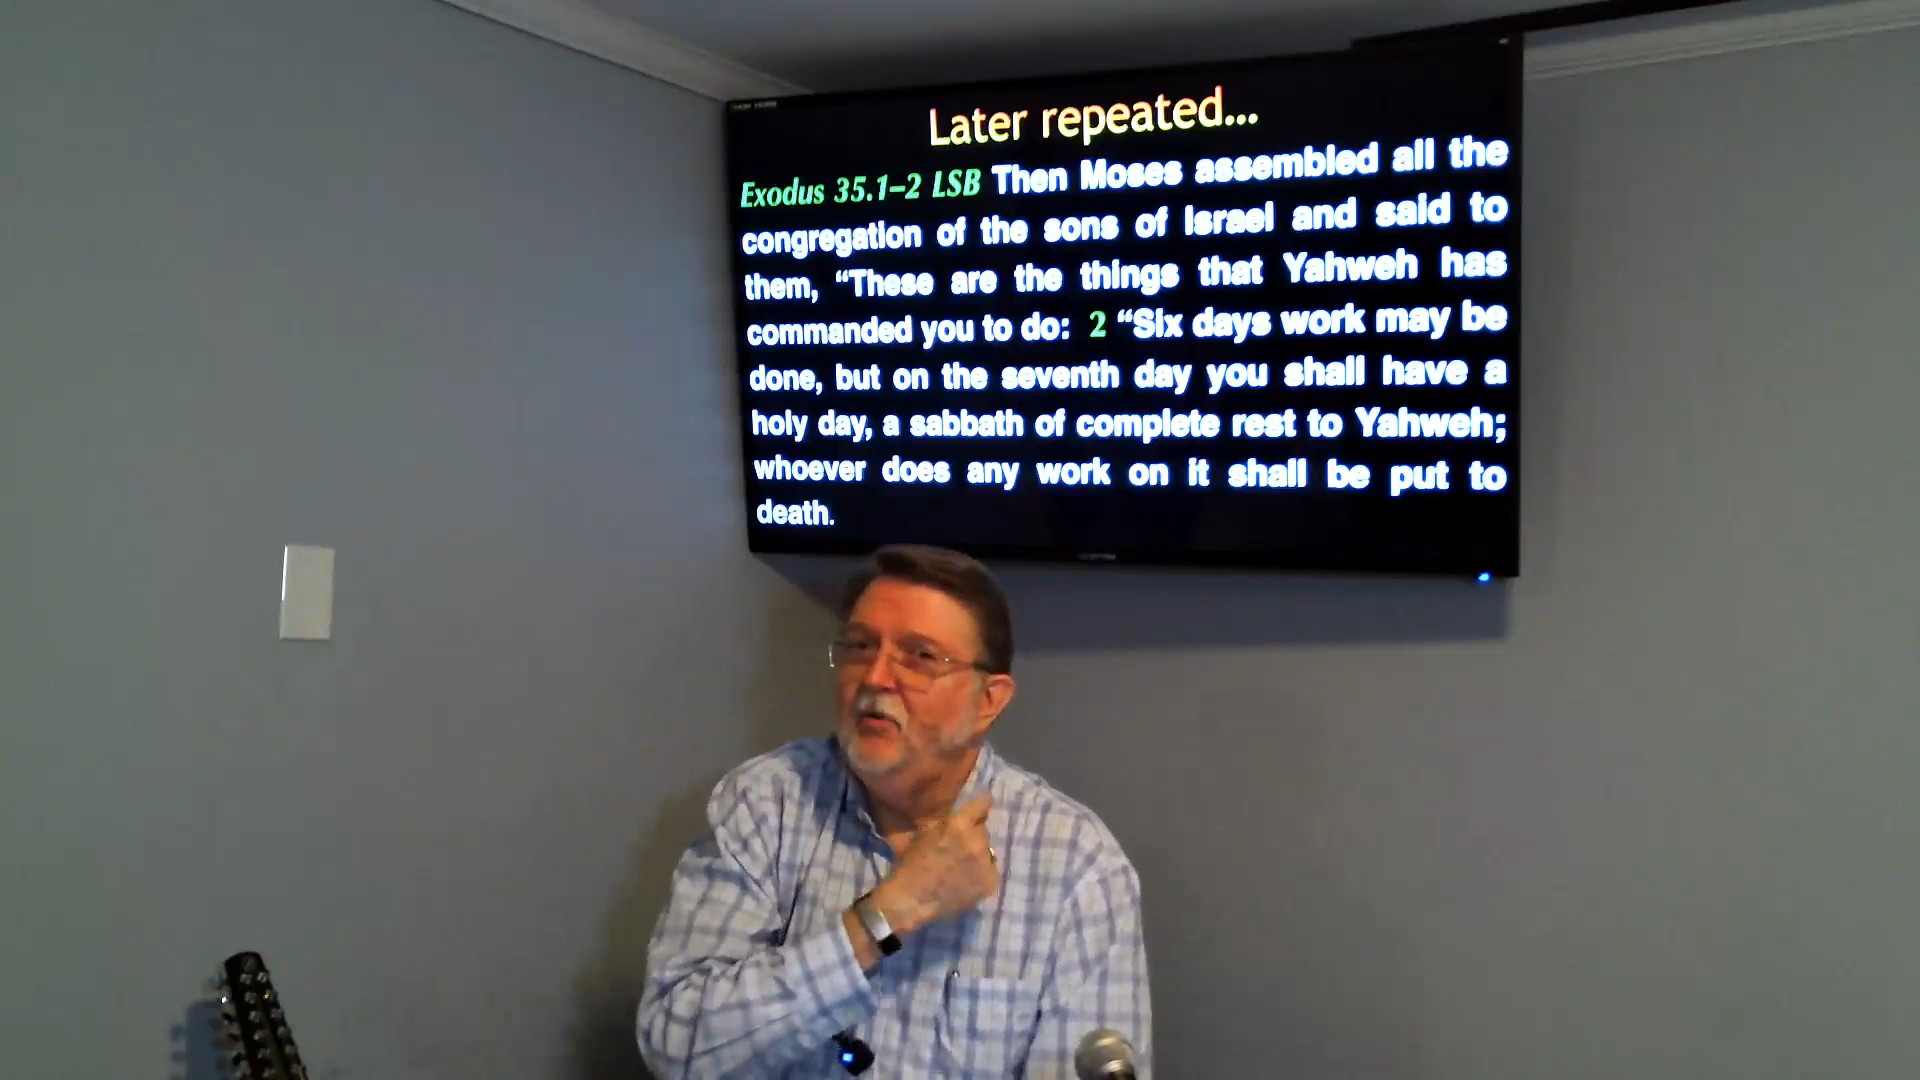 Later repeated...
Exodus 35.1–2 LSB Then Moses assembled all the
congregation of the sons of Israel and said to
them, “These are the things that Yahweh has
commanded you to do: 2 “Six days work may be
done, but on the seventh day you shall have a
holy day, a sabbath of complete rest to Yahweh;
whoever does any work on it shall be put to
death.